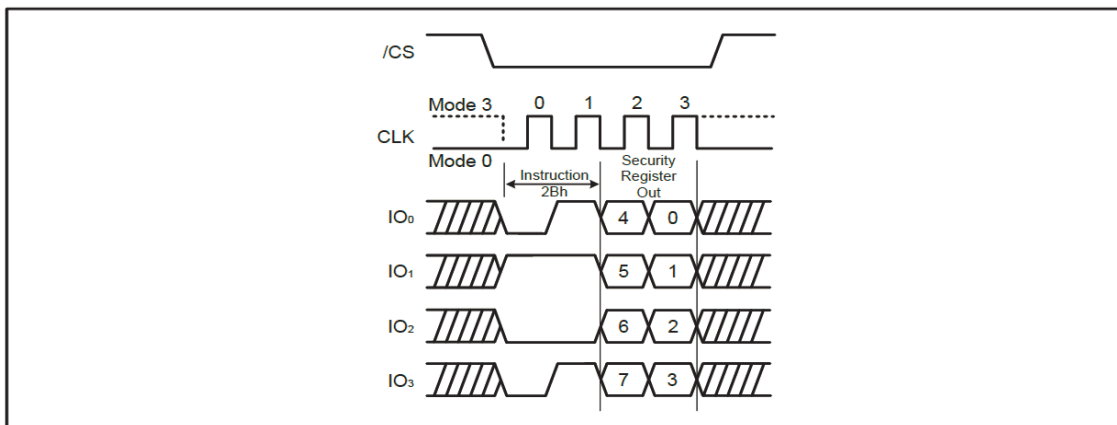 /CS
Mode 3 0 1 2 3
CLK
Mode 0
Instruction
2Bh
Security
Register
Out
IO₀ 4 0
IO₁ 5 1
IO₂ 6 2
IO₃ 7 3